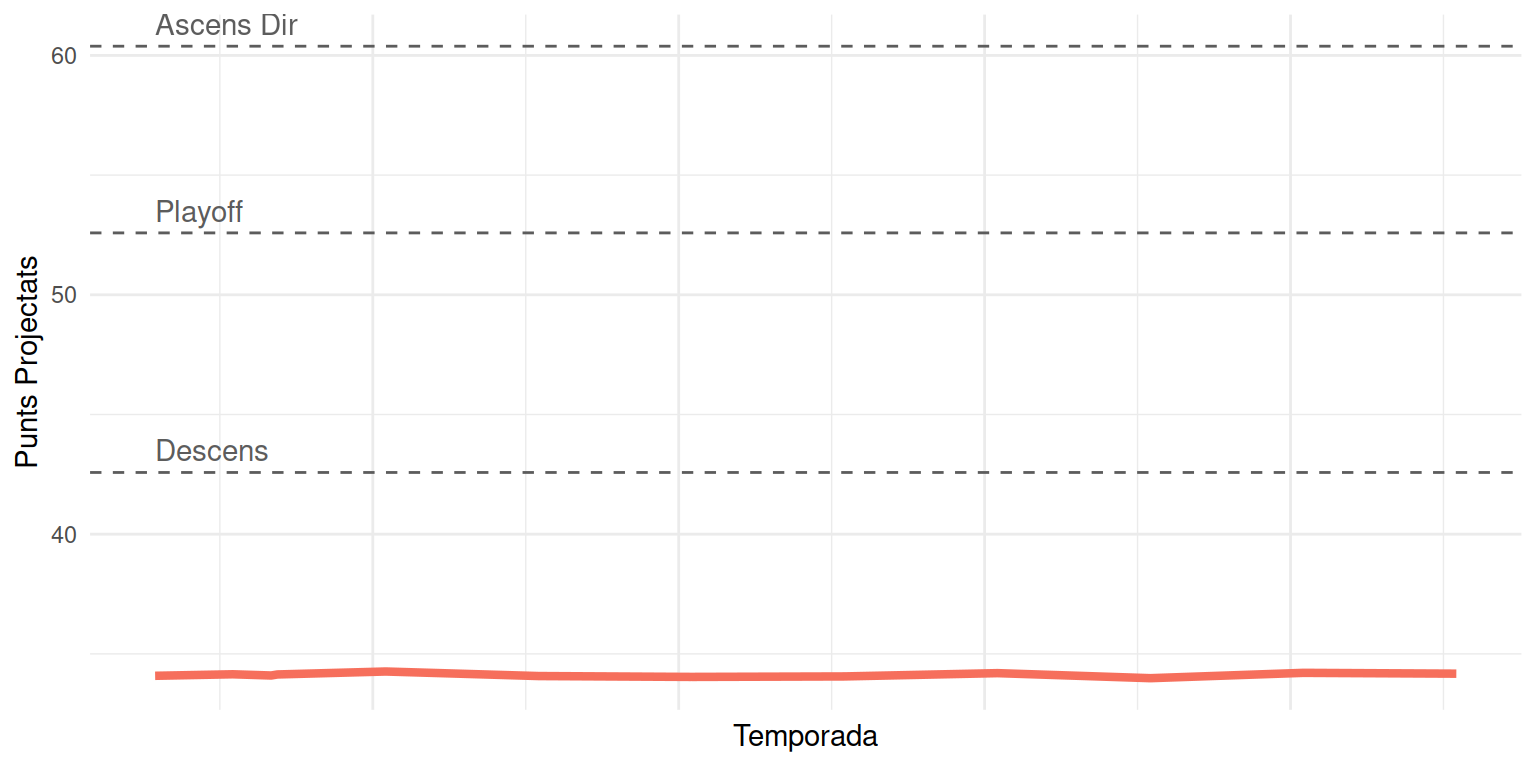 Ascens Dir
60
Playoff
50
Descens
40
Punts Projectats
Temporada